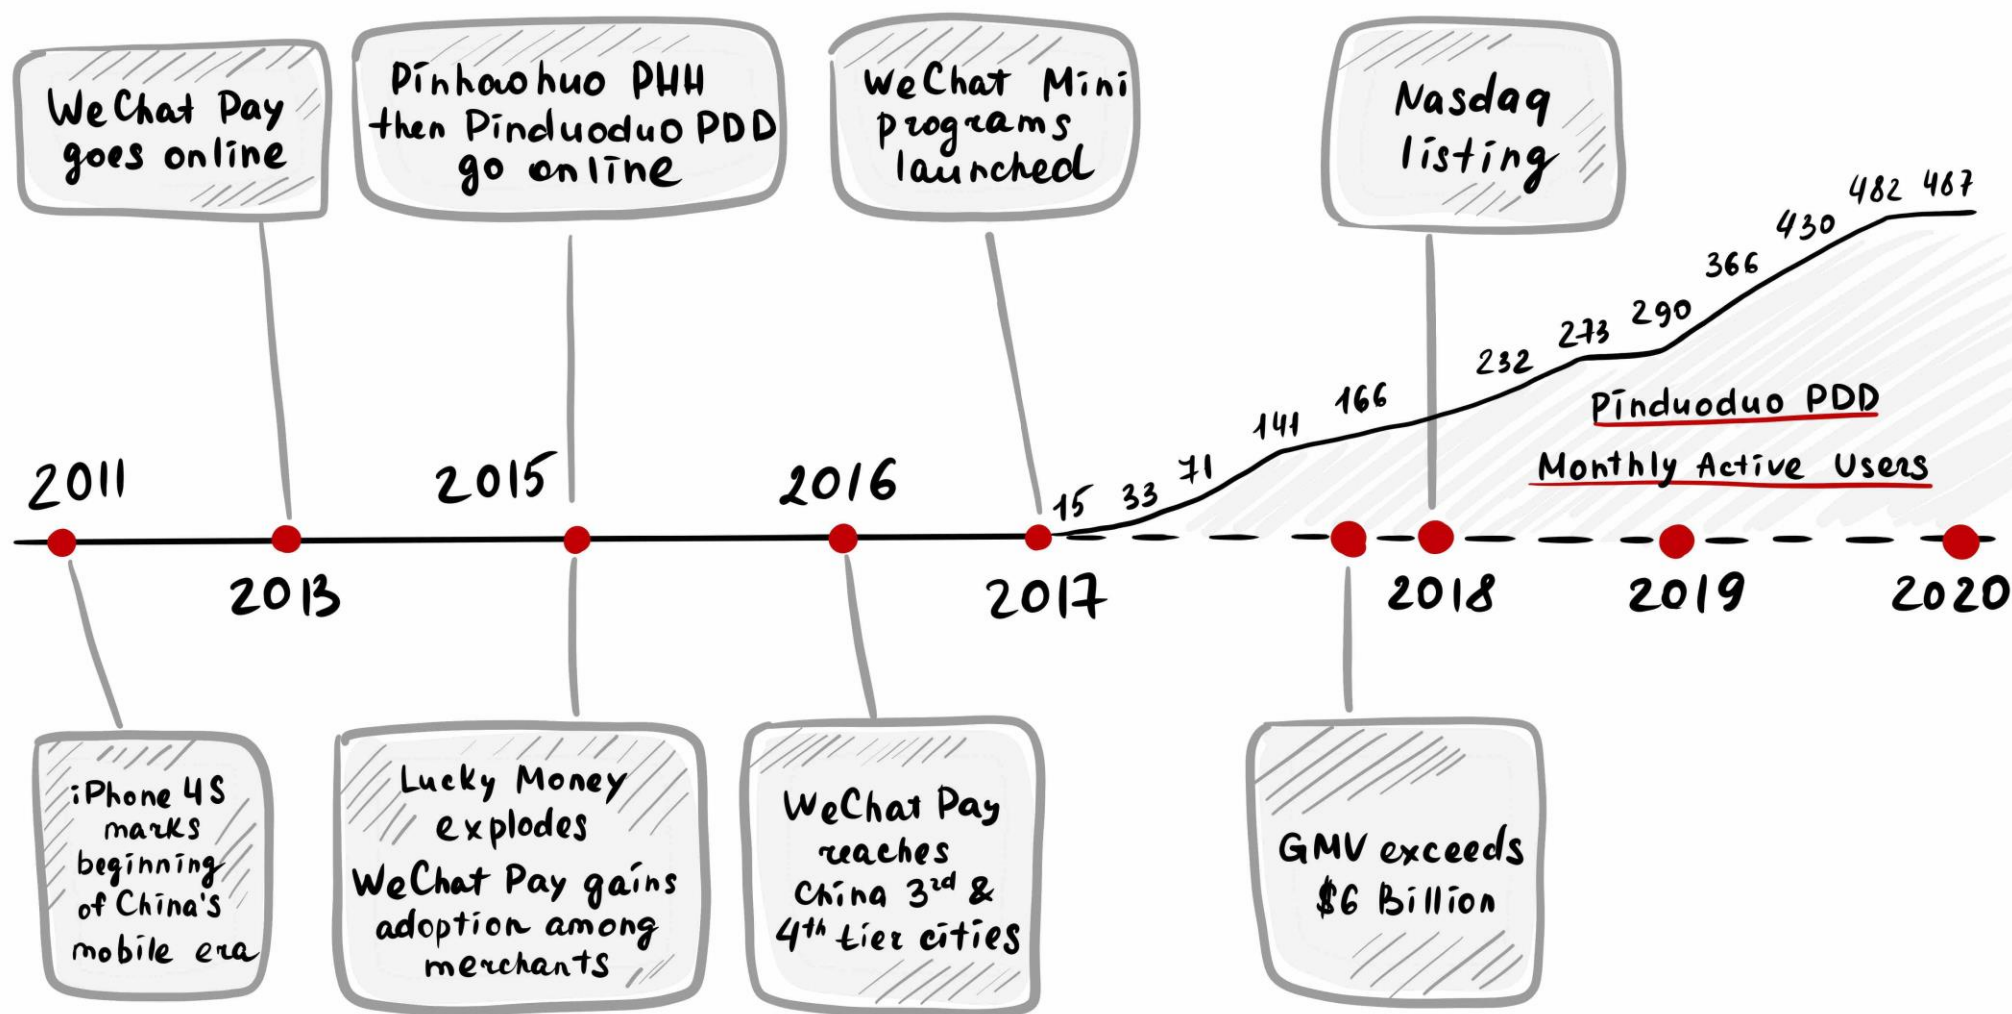 WeChat Pay
goes online
Pinhaohuo PHH
then Pinduoduo PDD
go online
WeChat Mini
programs
launched
Nasdaq
listing
15
33
71
141
166
232
273
290
366
430
482
487
Pinduoduo PDD
Monthly Active Users
2011
2013
2015
2016
2017
2018
2019
2020
iPhone 4S
marks
beginning
of China's
mobile era
Lucky Money
explodes
WeChat Pay gains
adoption among
merchants
WeChat Pay
reaches
China 3rd &
4th tier cities
GMV exceeds
$6 Billion